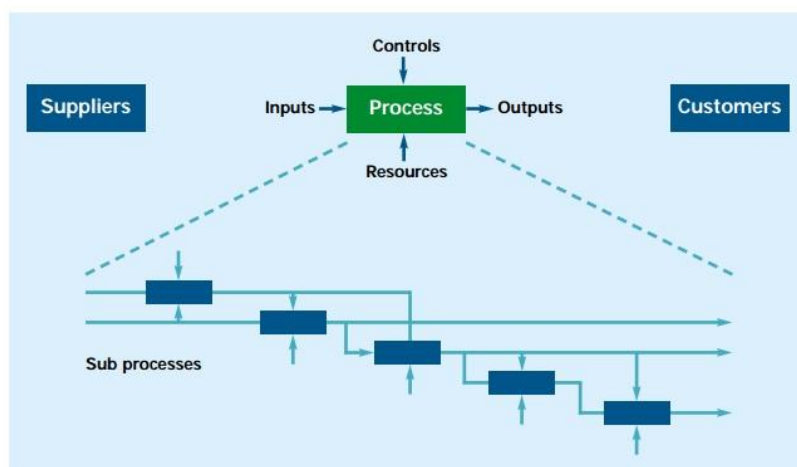 Controls
Suppliers
Inputs
Process
Outputs
Customers
Resources
Sub processes